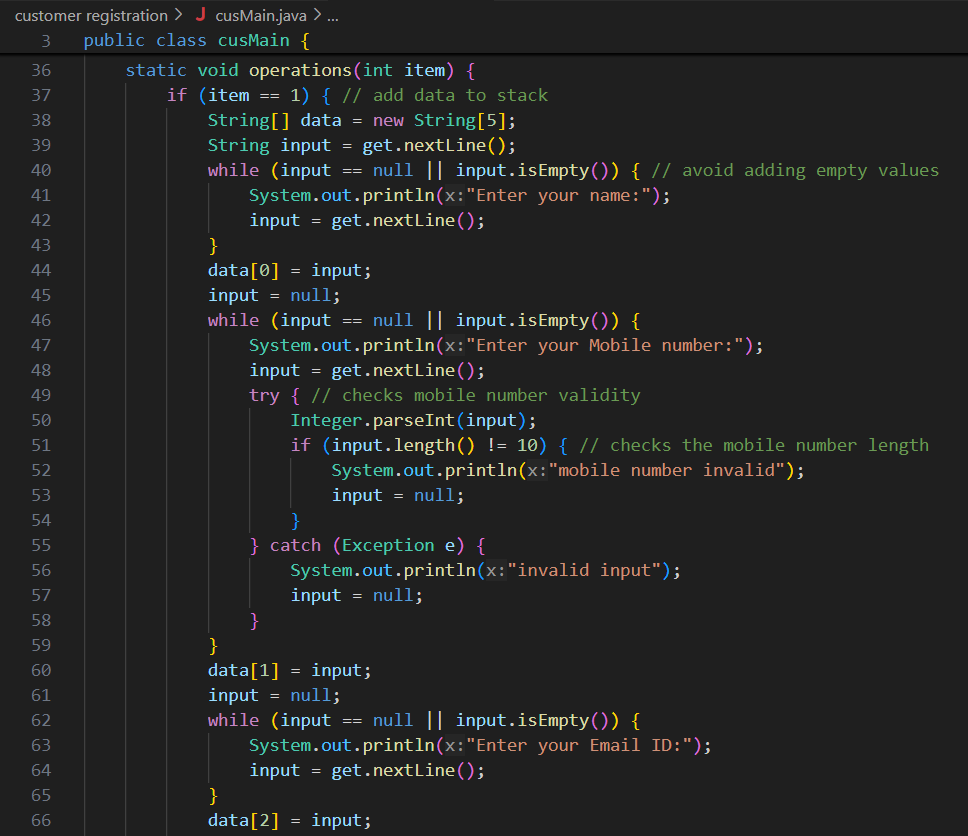 customer registration > J cusMain.java > ...
3 public class cusMain {
36 static void operations(int item) {
37 if (item == 1) { // add data to stack
38 String[] data = new String[5];
39 String input = get.nextLine();
40 while (input == null || input.isEmpty()) { // avoid adding empty values
41 System.out.println(x:"Enter your name:");
42 input = get.nextLine();
43 }
44 data[0] = input;
45 input = null;
46 while (input == null || input.isEmpty()) {
47 System.out.println(x:"Enter your Mobile number:");
48 input = get.nextLine();
49 try { // checks mobile number validity
50 Integer.parseInt(input);
51 if (input.length() != 10) { // checks the mobile number length
52 System.out.println(x:"mobile number invalid");
53 input = null;
54 }
55 } catch (Exception e) {
56 System.out.println(x:"invalid input");
57 input = null;
58 }
59 }
60 data[1] = input;
61 input = null;
62 while (input == null || input.isEmpty()) {
63 System.out.println(x:"Enter your Email ID:");
64 input = get.nextLine();
65 }
66 data[2] = input;